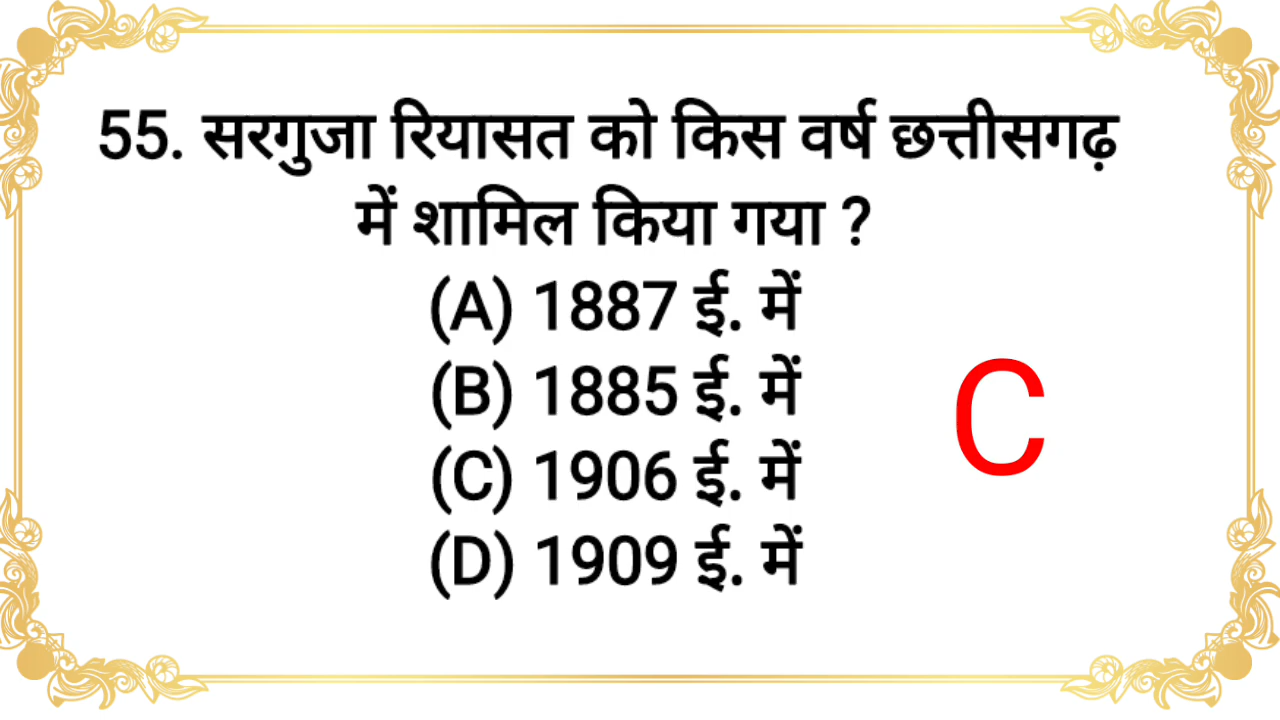 55. सरगुजा रियासत को किस वर्ष छत्तीसगढ़
में शामिल किया गया ?
(A) 1887 ई. में
(B) 1885 ई. में
(C) 1906 ई. में
(D) 1909 ई. में
C